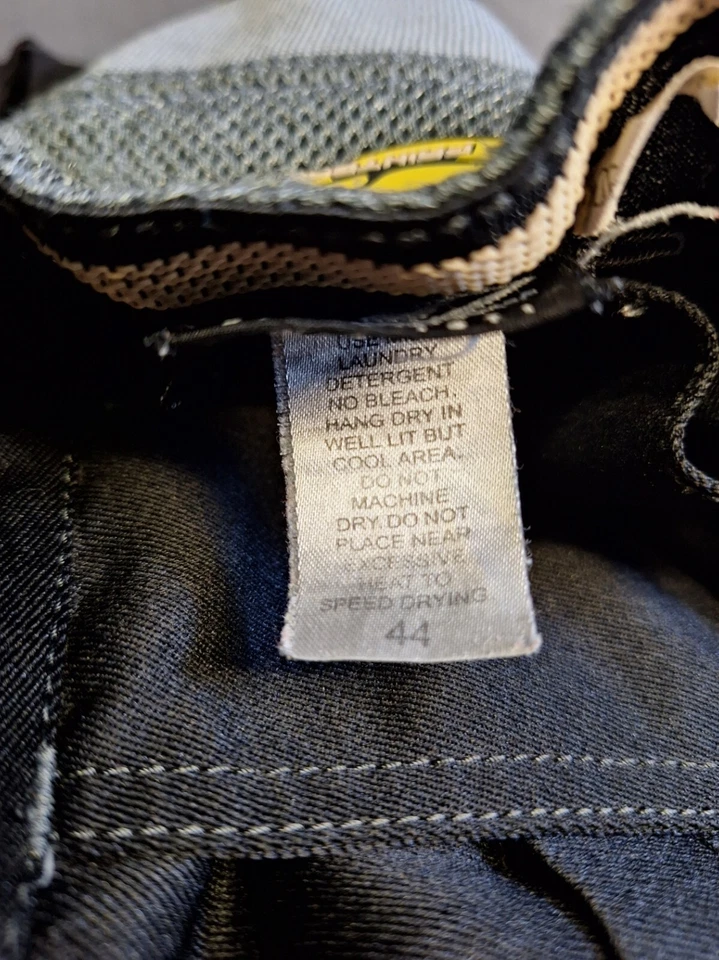 USE
LAUNDRY
DETERGENT
NO BLEACH.
HANG DRY IN
WELL LIT BUT
COOL AREA.
DO NOT
MACHINE
DRY. DO NOT
PLACE NEAR
EXCESSIVE
HEAT TO
SPEED DRYING
44